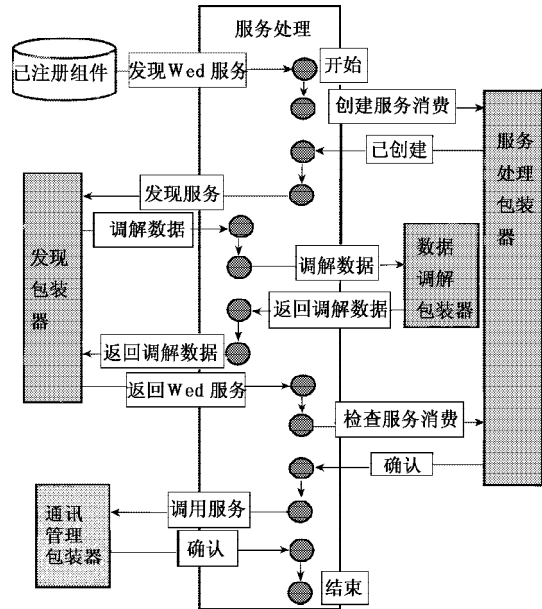 服务处理
已注册组件
发现Wed 服务
开始
创建服务消费
已创建
服务
处理
包装
器
发现服务
调解数据
发现
包装
器
调解数据
数据
调解
包装器
返回调解数据
返回调解数据
返回Wed 服务
检查服务消费
确认
调用服务
通讯
管理
包装器
确认
结束